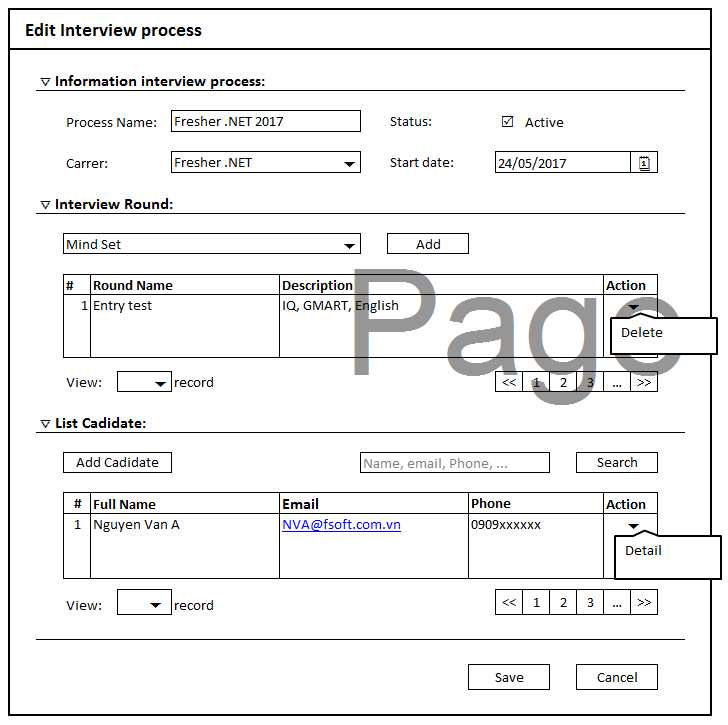 Edit Interview process
Information interview process:
Process Name: Fresher .NET 2017 Status: Active
Carrer: Fresher .NET Start date: 24/05/2017 1
Interview Round:
Mind Set Add
# Round Name Description Action
1 Entry test IQ, GMART, English
Delete
Page
View: record << 1 2 3 ... >>
List Cadidate:
Add Cadidate Name, email, Phone, ... Search
# Full Name Email Phone Action
1 Nguyen Van A NVA@fsoft.com.vn 0909xxxxxx
Detail
View: record << 1 2 3 ... >>
Save Cancel